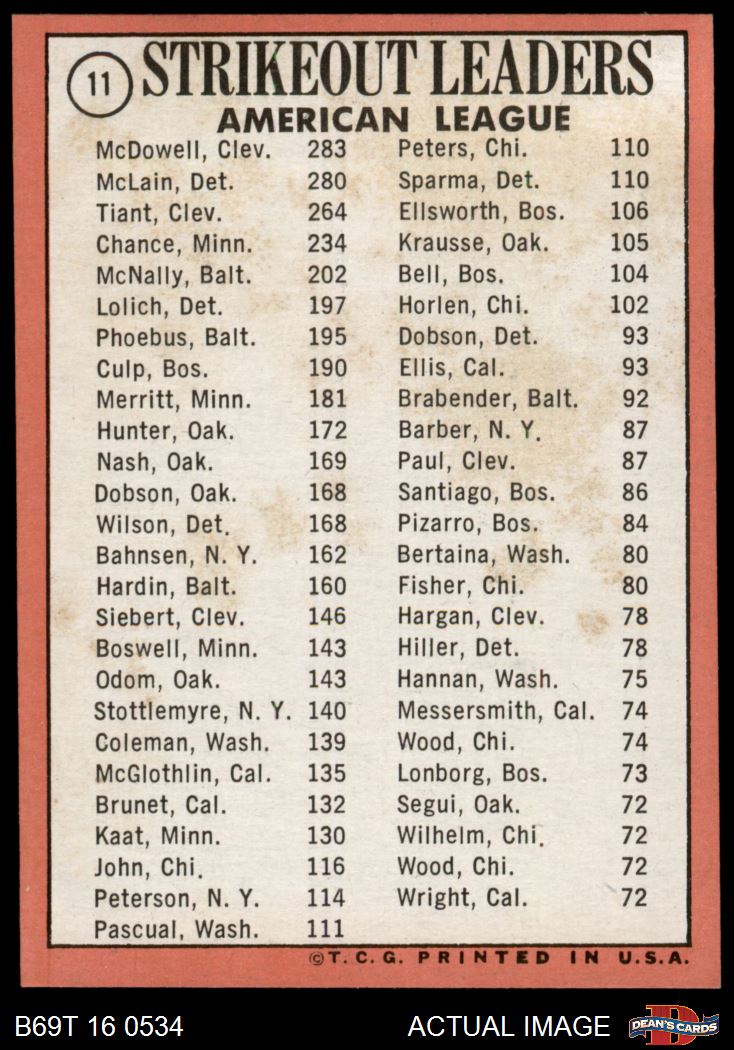 11
STRIKEOUT LEADERS
AMERICAN LEAGUE
McDowell, Clev. 283
McLain, Det. 280
Tiant, Clev. 264
Chance, Minn. 234
McNally, Balt. 202
Lolich, Det. 197
Phoebus, Balt. 195
Culp, Bos. 190
Merritt, Minn. 181
Hunter, Oak. 172
Nash, Oak. 169
Dobson, Oak. 168
Wilson, Det. 168
Bahnsen, N. Y. 162
Hardin, Balt. 160
Siebert, Clev. 146
Boswell, Minn. 143
Odom, Oak. 143
Stottlemyre, N. Y. 140
Coleman, Wash. 139
McGlothlin, Cal. 135
Brunet, Cal. 132
Kaat, Minn. 130
John, Chi. 116
Peterson, N. Y. 114
Pascual, Wash. 111
Peters, Chi. 110
Sparma, Det. 110
Ellsworth, Bos. 106
Krausse, Oak. 105
Bell, Bos. 104
Horlen, Chi. 102
Dobson, Det. 93
Ellis, Cal. 93
Brabender, Balt. 92
Barber, N. Y. 87
Paul, Clev. 87
Santiago, Bos. 86
Pizarro, Bos. 84
Bertaina, Wash. 80
Fisher, Chi. 80
Hargan, Clev. 78
Hiller, Det. 78
Hannan, Wash. 75
Messersmith, Cal. 74
Wood, Chi. 74
Lonborg, Bos. 73
Segui, Oak. 72
Wilhelm, Chi. 72
Wood, Chi. 72
Wright, Cal. 72
©T. C. G. PRINTED IN U.S.A.
B69T 16 0534
ACTUAL IMAGE
D
DEAN'S CARDS